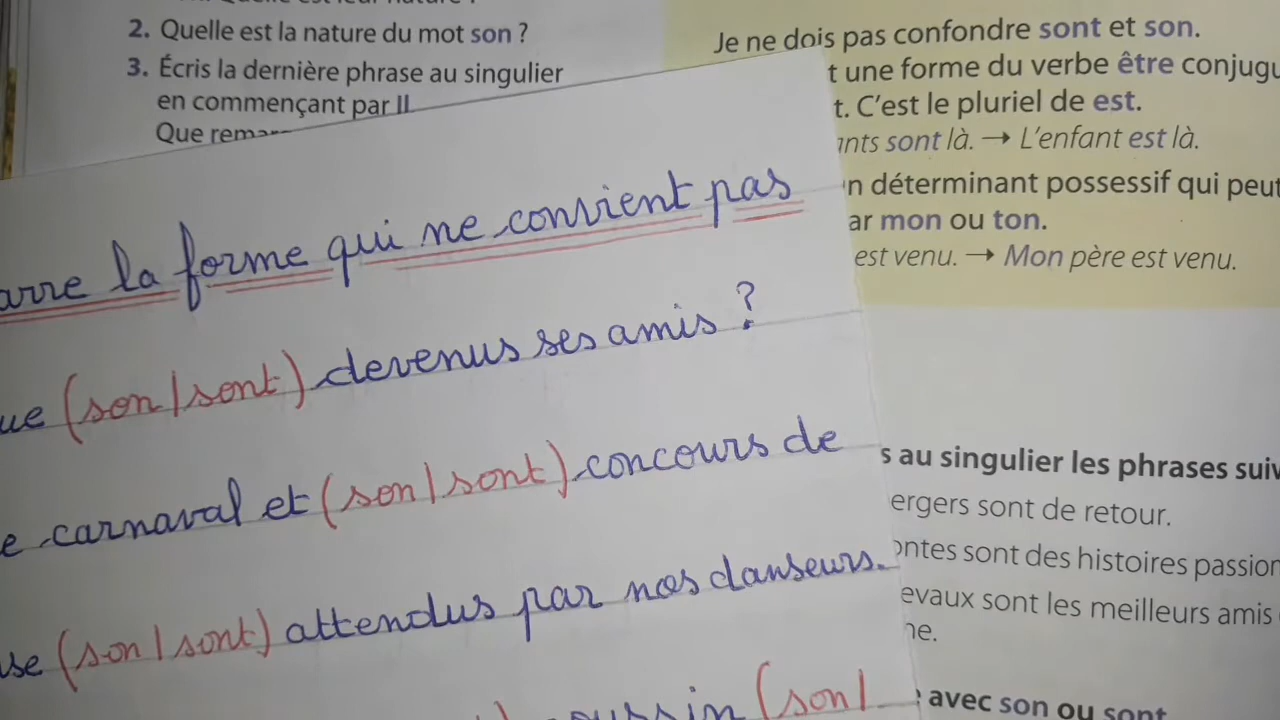 2. Quelle est la nature du mot son ?
3. Écris la dernière phrase au singulier
en commençant par Il
Que
Je ne dois pas confondre sont et son.
t une forme du verbe être conjugu
t. C'est le pluriel de est.
ants sont là. → L'enfant est là.
n déterminant possessif qui peut
ar mon ou ton.
est venu. → Mon père est venu.
arre la forme qui ne convient pas
ue (son/sont) devenus ses amis ?
e carnaval et (son/sont) concours de
se (son/sont) attendus par nos danseurs.
(son/
s au singulier les phrases suiv
ergers sont de retour.
ontes sont des histoires passion
evaux sont les meilleurs amis
ne.
avec son ou sont